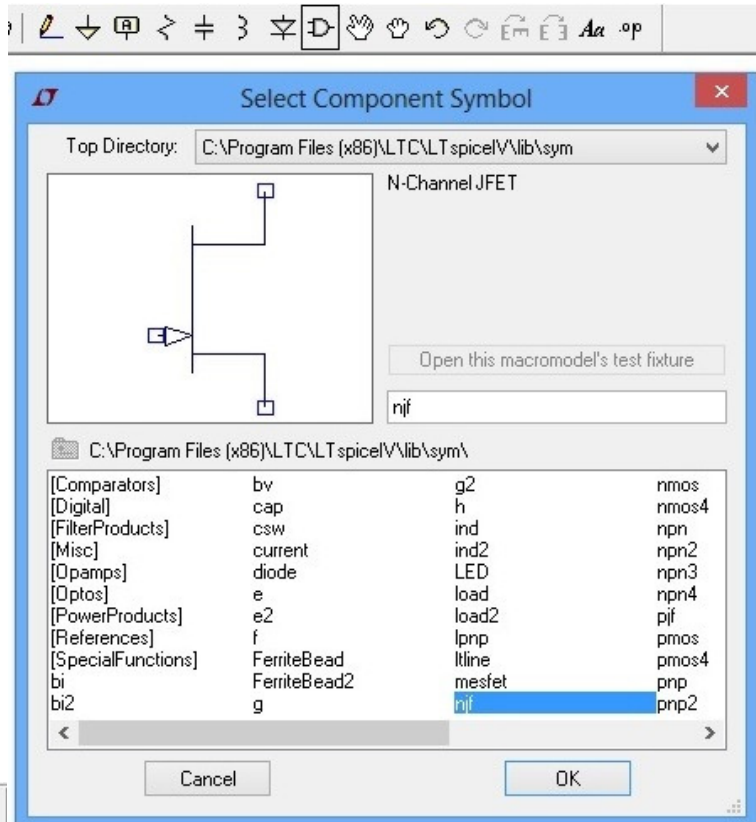 A Aa .op
Select Component Symbol
Top Directory: C:\Program Files (x86)\LTC\LTspiceIV\lib\sym
N-Channel JFET
Open this macromodel's test fixture
njf
C:\Program Files (x86)\LTC\LTspiceIV\lib\sym\
[Comparators] bv g2 nmos
[Digital] cap h nmos4
[FilterProducts] csw ind npn
[Misc] current ind2 npn2
[Opamps] diode LED npn3
[Optos] e load npn4
[PowerProducts] e2 load2 pjf
[References] f lpnp pmos
[SpecialFunctions] FerriteBead ltline pmos4
bi FerriteBead2 mesfet pnp
bi2 g njf pnp2
Cancel OK